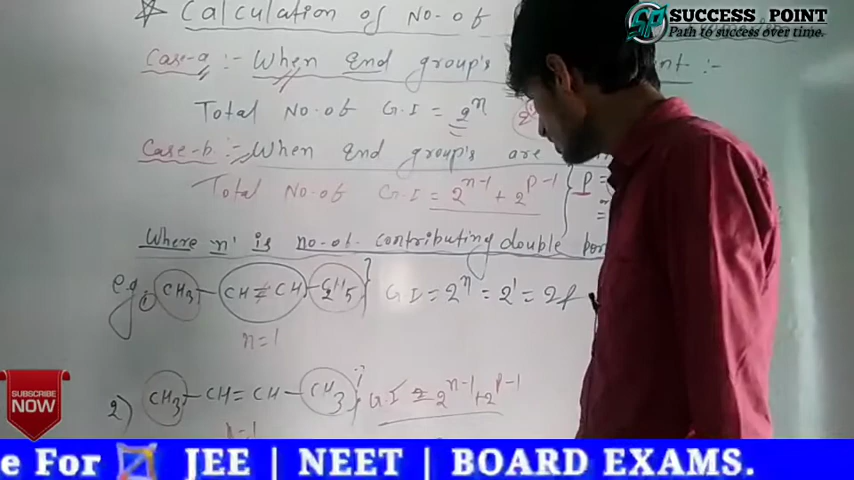 SUCCESS POINT
Path to success over time.
Calculation of No-of
Case-a :- When End group's nt :-
Total No-of G.I = 2ⁿ
Case-b :- When End group's are
Total No-of G.I = 2ⁿ⁻¹ + 2ᵖ⁻¹ } P =
Where 'n' is no-of contributing double bon
e.g. ① CH₃ - CH = CH - C₂H₅ } G.I = 2ⁿ = 2¹ = 2
n=1
2) CH₃ - CH = CH - CH₃ ; G.I = 2ⁿ⁻¹ + 2ᵖ⁻¹
n=1
SUBSCRIBE
NOW
e For JEE | NEET | BOARD EXAMS.